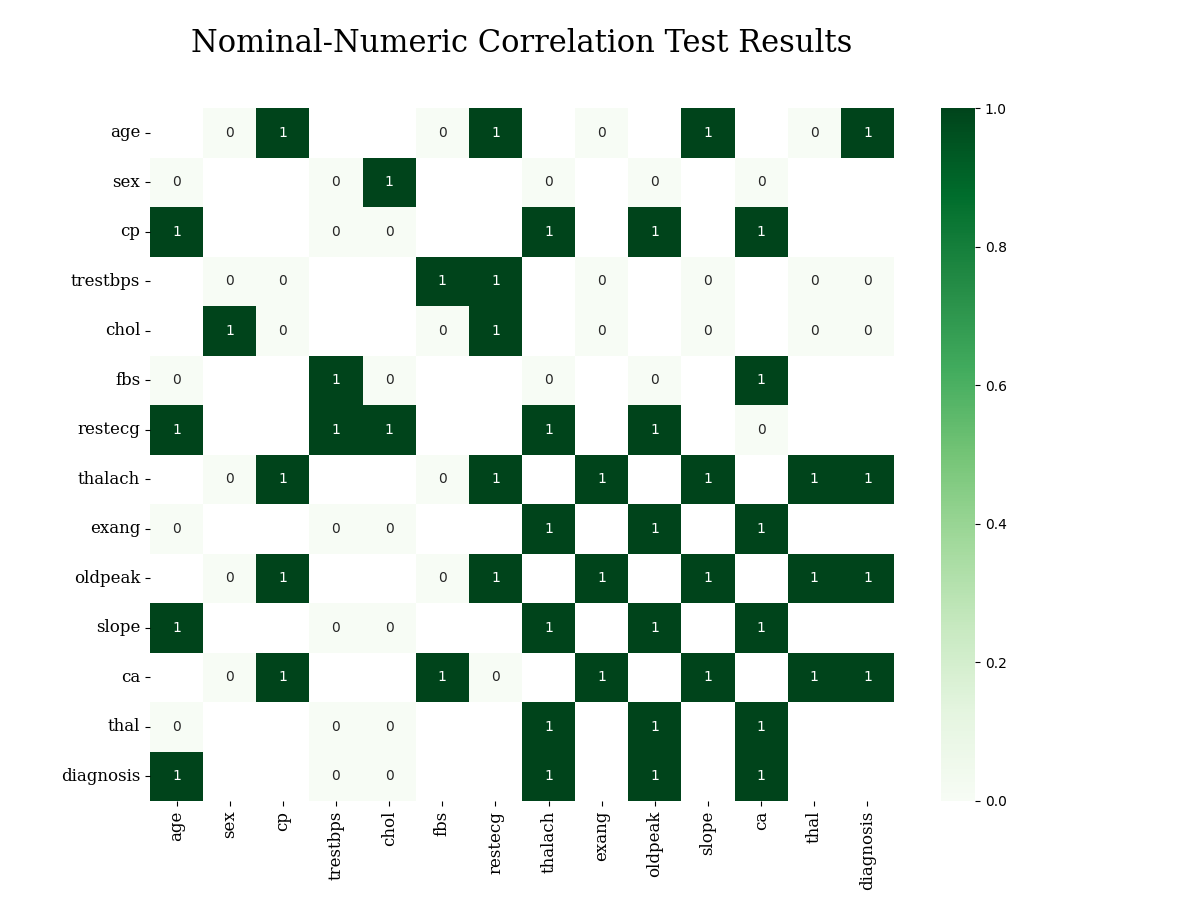 Nominal-Numeric Correlation Test Results
age 0 1 0 1 0 1 0 1
sex 0 0 1 0 0 0
cp 1 0 0 1 1 1
trestbps 0 0 1 1 0 0 0 0
chol 1 0 0 1 0 0 0 0
fbs 0 1 0 0 0 1
restecg 1 1 1 1 1 0
thalach 0 1 0 1 1 1 1 1
exang 0 0 0 1 1 1
oldpeak 0 1 0 1 1 1 1 1
slope 1 0 0 1 1 1
ca 0 1 1 0 1 1 1 1
thal 0 0 0 1 1 1
diagnosis 1 0 0 1 1 1
age sex cp trestbps chol fbs restecg thalach exang oldpeak slope ca thal diagnosis
1.0
0.8
0.6
0.4
0.2
0.0